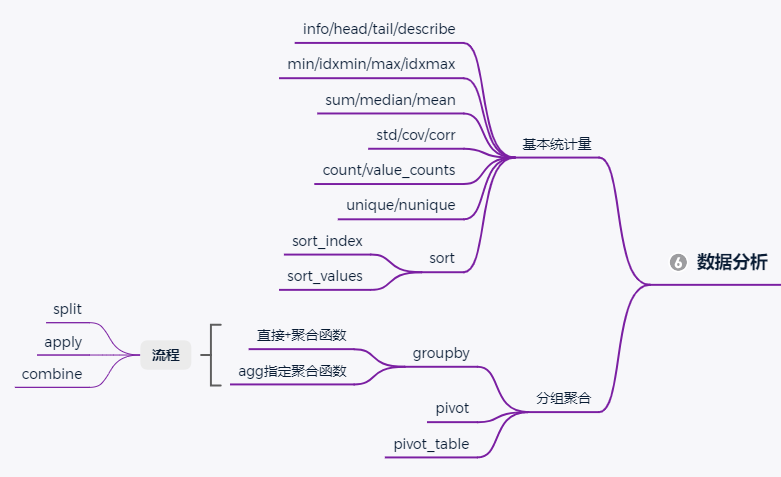 info/head/tail/describe
min/idxmin/max/idxmax
sum/median/mean
std/cov/corr
基本统计量
count/value_counts
unique/nunique
sort_index
sort
sort_values
6 数据分析
split
apply
combine
流程
直接+聚合函数
groupby
agg指定聚合函数
分组聚合
pivot
pivot_table